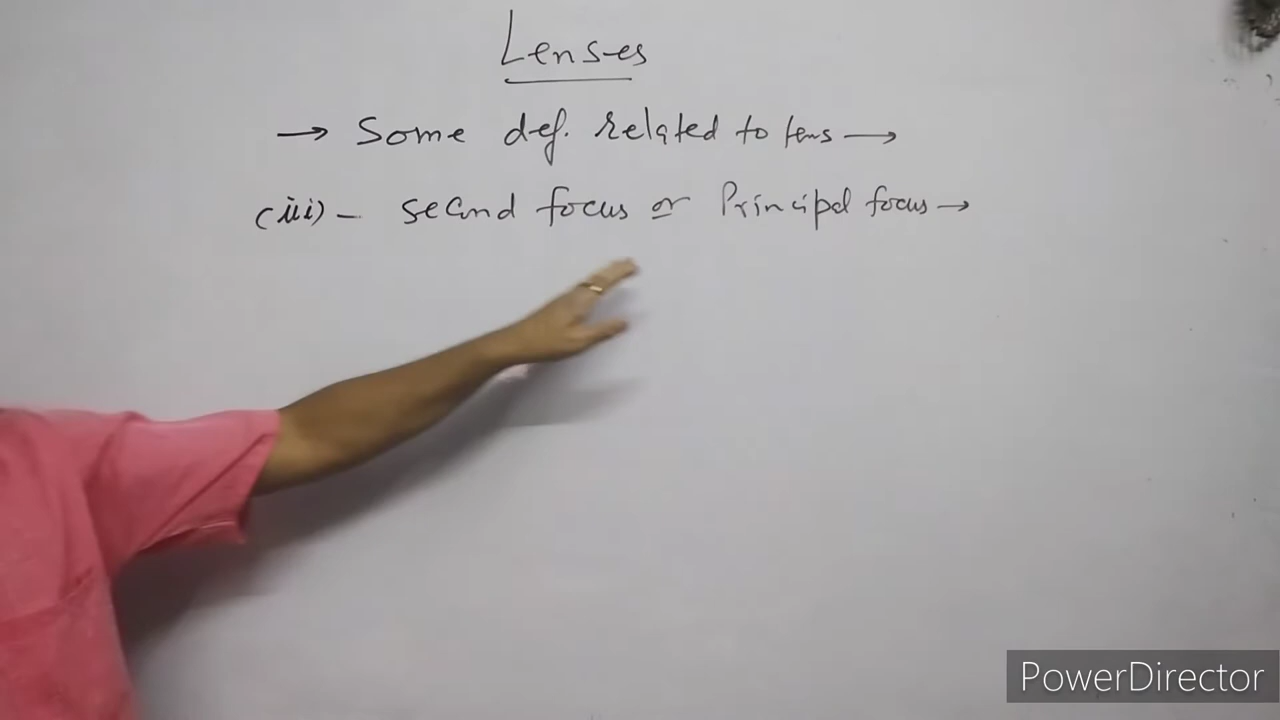 Lenses
→ Some def. related to lens →
(iii) - Second focus or Principal focus →
PowerDirector